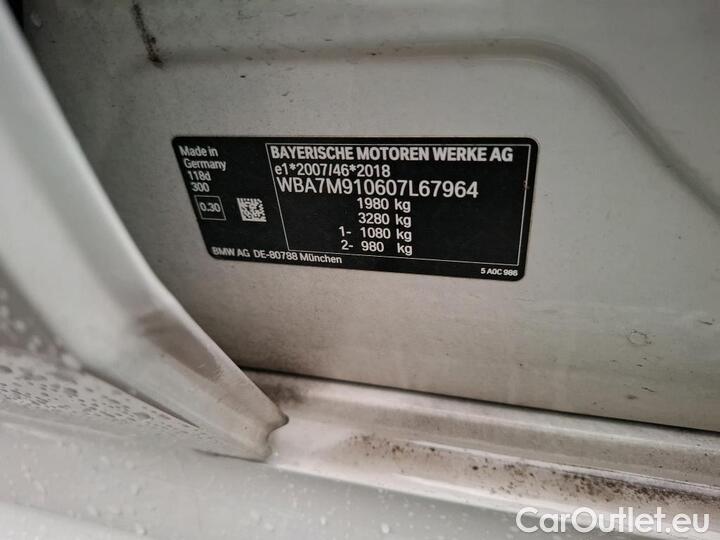 Made in
Germany
118d
300
0.30
BAYERISCHE MOTOREN WERKE AG
e1*2007/46*2018
WBA7M910607L67964
1980 kg
3280 kg
1- 1080 kg
2- 980 kg
BMW AG DE-80788 München
5 A0C 986
CarOutlet.eu